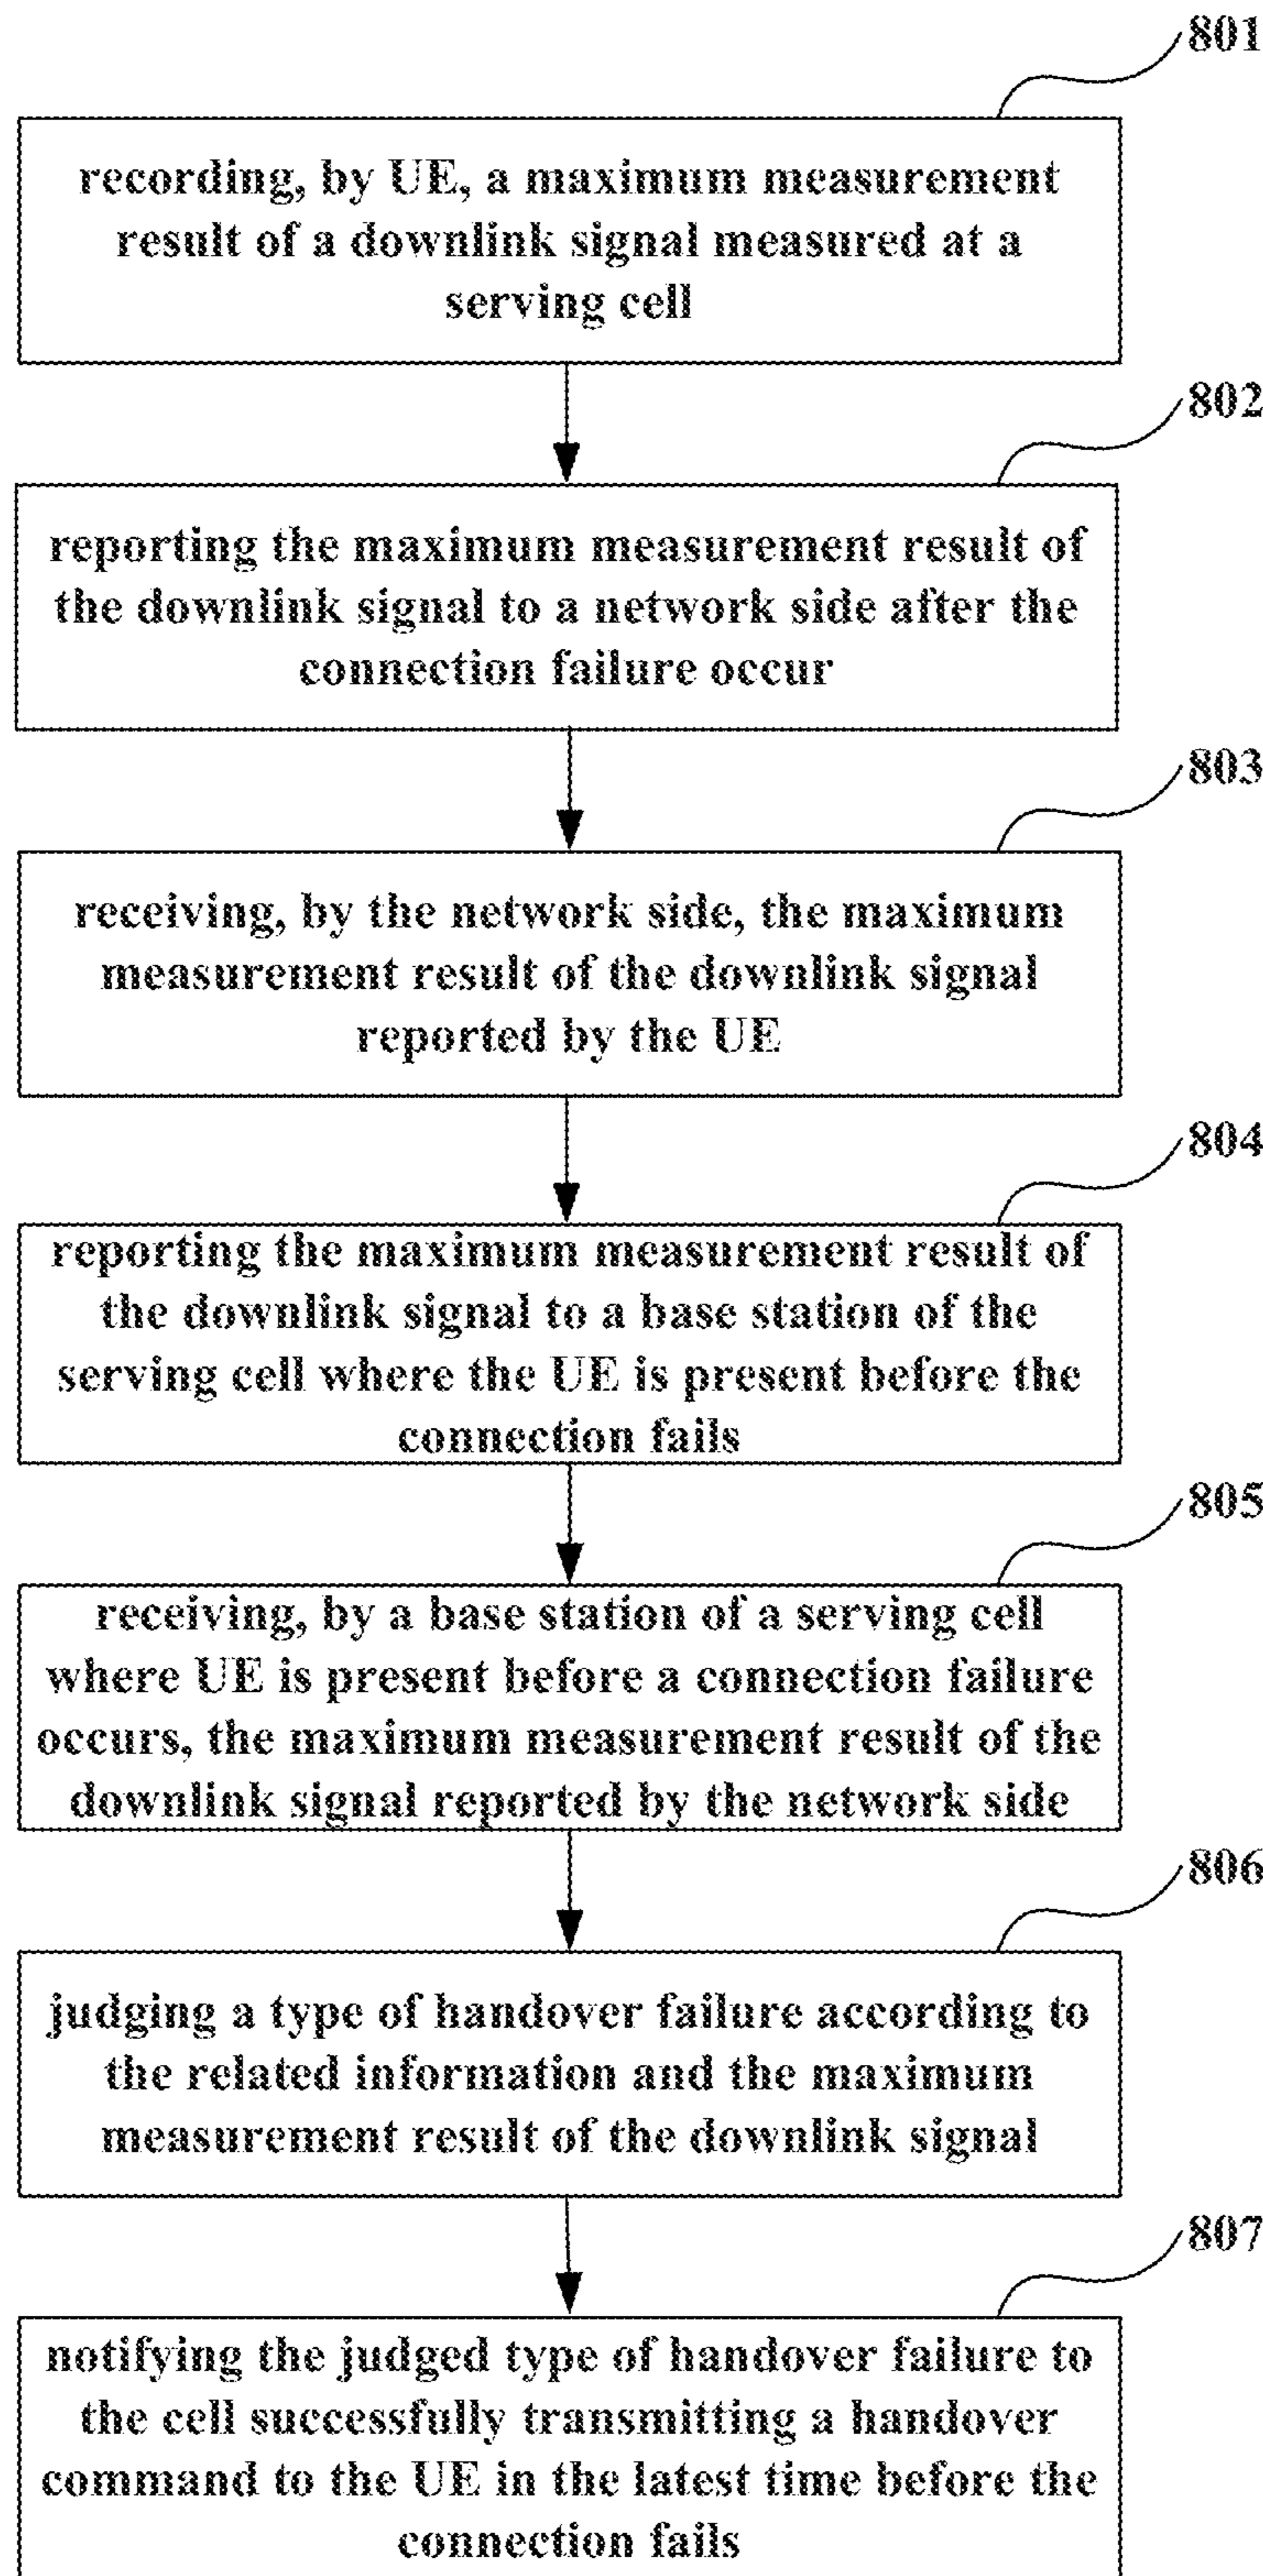 801
recording, by UE, a maximum measurement
result of a downlink signal measured at a
serving cell
802
reporting the maximum measurement result of
the downlink signal to a network side after the
connection failure occur
803
receiving, by the network side, the maximum
measurement result of the downlink signal
reported by the UE
804
reporting the maximum measurement result of
the downlink signal to a base station of the
serving cell where the UE is present before the
connection fails
805
receiving, by a base station of a serving cell
where UE is present before a connection failure
occurs, the maximum measurement result of the
downlink signal reported by the network side
806
judging a type of handover failure according to
the related information and the maximum
measurement result of the downlink signal
807
notifying the judged type of handover failure to
the cell successfully transmitting a handover
command to the UE in the latest time before the
connection fails